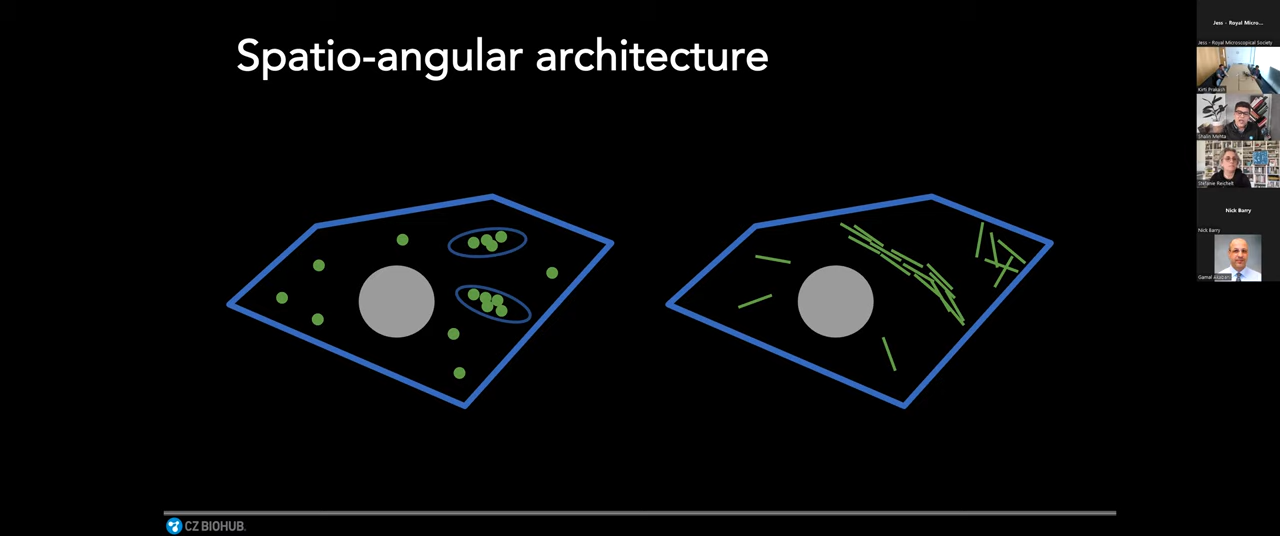 Spatio-angular architecture
CZ BIOHUB.
Jess - Royal Micro...
Jess - Royal Microscopical Society
Kirti Prakash
Shalin Mehta
Stefanie Reichelt
Nick Barry
Nick Barry
Gamal